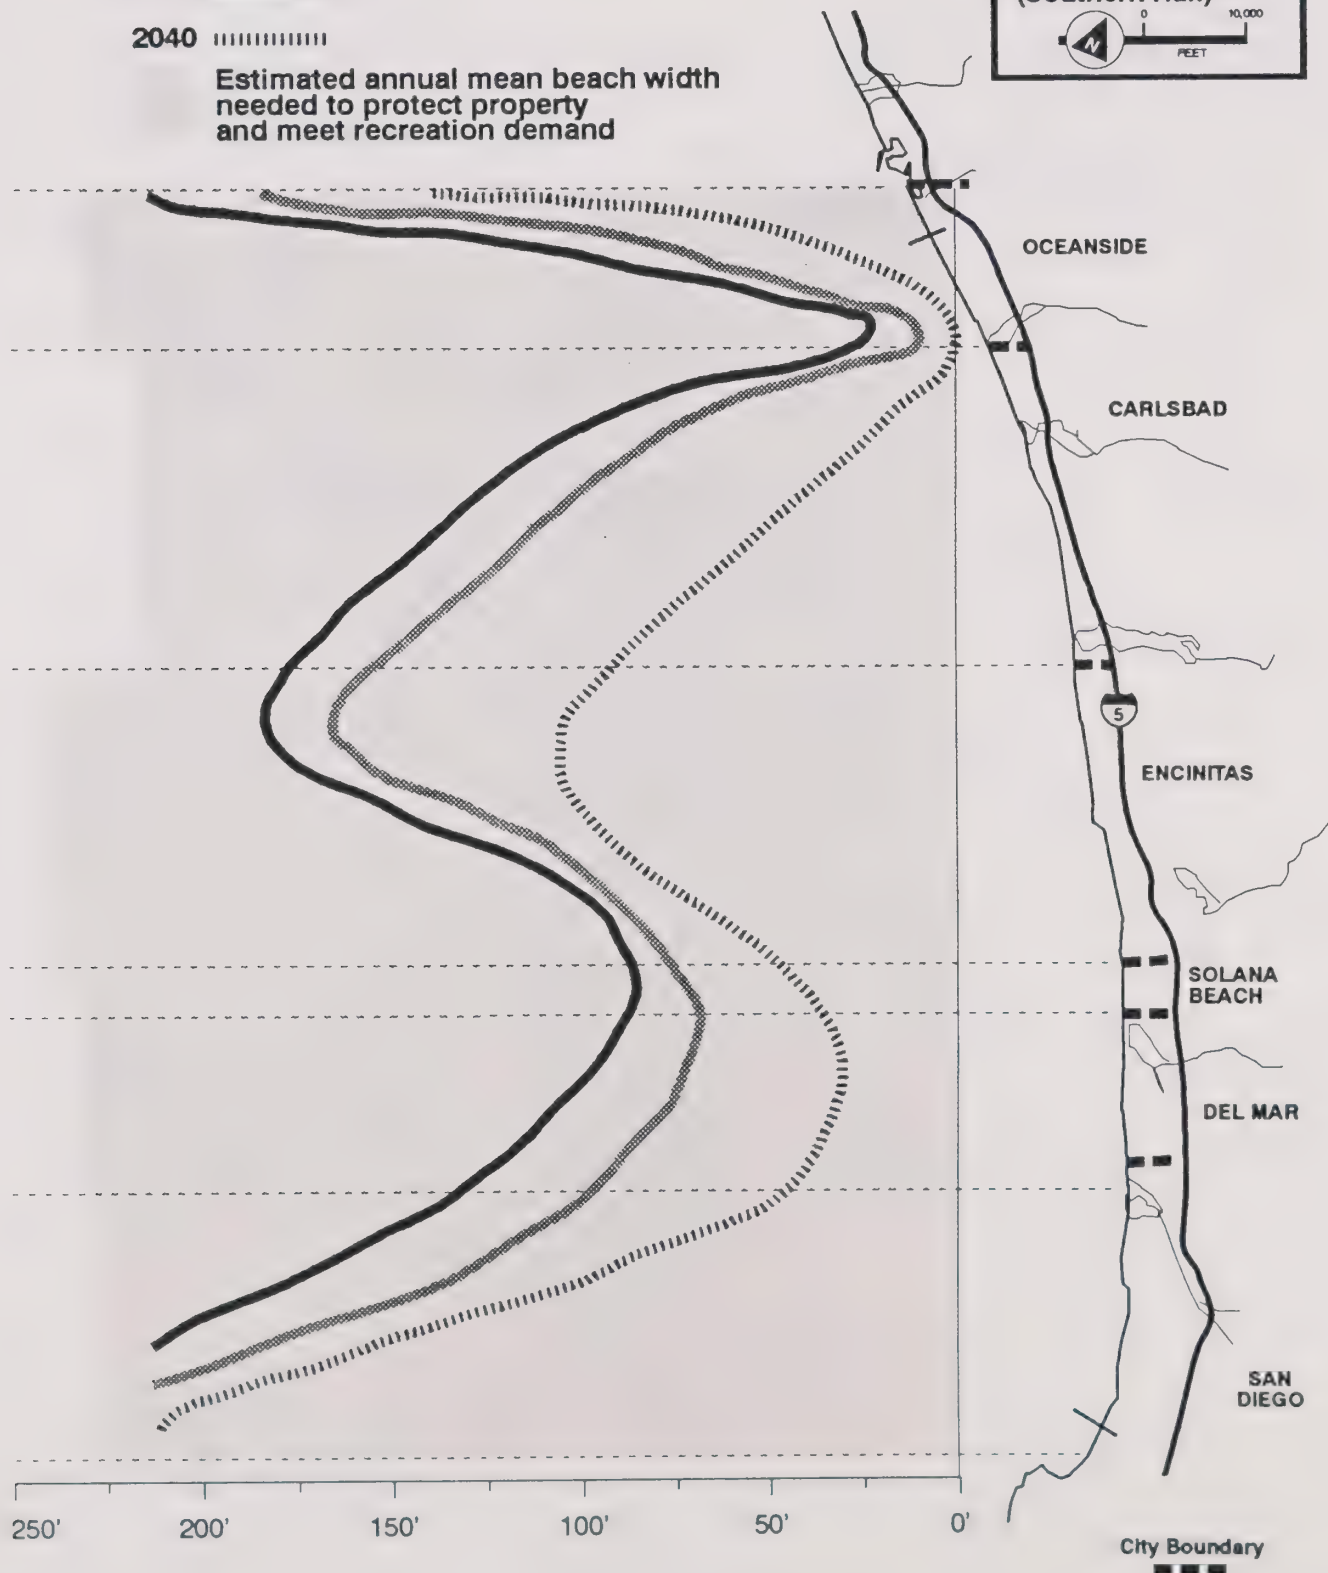 2040
Estimated annual mean beach width
needed to protect property
and meet recreation demand
0 10,000
N
FEET
OCEANSIDE
CARLSBAD
5
ENCINITAS
SOLANA
BEACH
DEL MAR
SAN
DIEGO
250' 200' 150' 100' 50' 0'
City Boundary